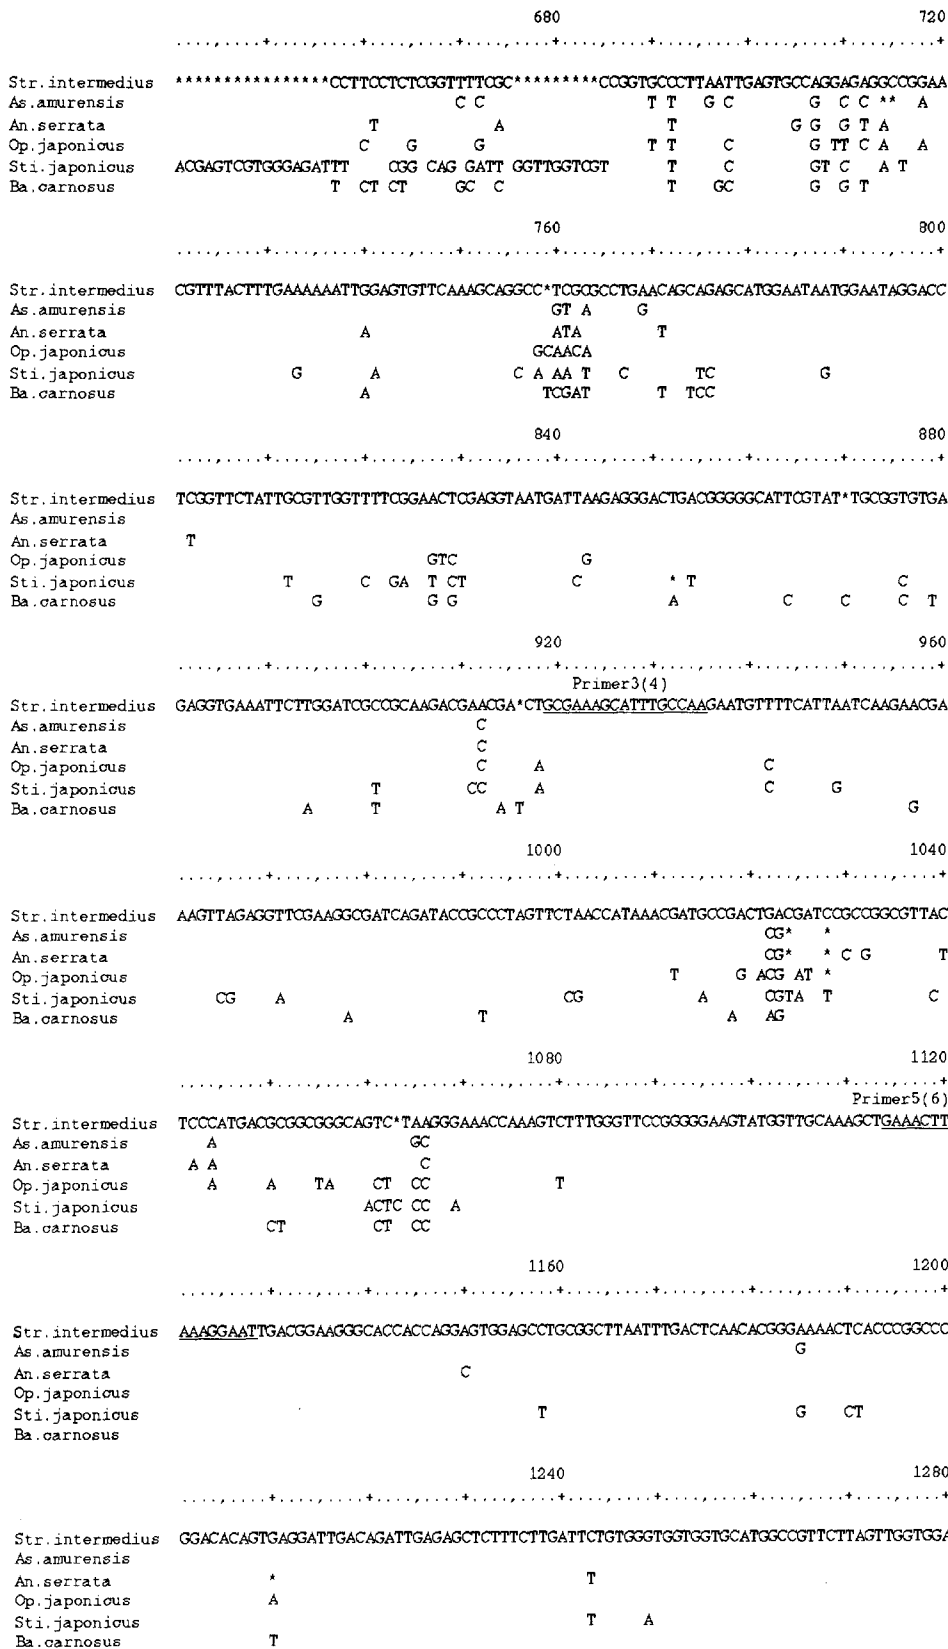 680 720
....,....+....,....+....,....+....,....+....,....+....,....+....,....+....,....+
Str.intermedius ****************CCTTCCTCTCGGTTTTCGC*********CCGGTGCCCTTAATTGAGTGCCAGGAGAGGCCGGAA
As.amurensis C C T T G C G C C ** A
An.serrata T A T G G G T A
Op.japonicus C G G T T C G TT C A A
Sti.japonicus ACGAGTCGTGGGAGATTT CGG CAG GATT GGTTGGTCGT T C GTC A T
Ba.carnosus T CT CT GC C T GC G G T
760 800
....,....+....,....+....,....+....,....+....,....+....,....+....,....+....,....+
Str.intermedius CGTTTACTTTGAAAAAATTGGAGTGTTCAAAGCAGGCC*TCGCGCCTGAACAGCAGAGCATGGAATAATGGAATAGGACC
As.amurensis GT A G
An.serrata A ATA T
Op.japonicus GCAACA
Sti.japonicus G A C A AA T C TC G
Ba.carnosus A TCGAT T TCC
840 880
....,....+....,....+....,....+....,....+....,....+....,....+....,....+....,....+
Str.intermedius TCGGTTCTATTGCGTTGGTTTTCGGAACTCGAGGTAATGATTAAGAGGGACTGACGGGGGCATTCGTAT*TGCGGTGTGA
As.amurensis
An.serrata T
Op.japonicus GTC G
Sti.japonicus T C GA T CT C * T C
Ba.carnosus G G G A C C C T
920 960
....,....+....,....+....,....+....,....+....,....+....,....+....,....+....,....+
Primer3(4)
Str.intermedius GAGGTGAAATTCTTGGATCGCCGCAAGACGAACGA*CTGCGAAAGCATTTGCCAAGAATGTTTTCATTAATCAAGAACGA
As.amurensis C
An.serrata C
Op.japonicus C A C
Sti.japonicus T CC A C G
Ba.carnosus A T A T G
1000 1040
....,....+....,....+....,....+....,....+....,....+....,....+....,....+....,....+
Str.intermedius AAGTTAGAGGTTCGAAGGCGATCAGATACCGCCCTAGTTCTAACCATAAACGATGCCGACTGACGATCCGCCGGCGTTAC
As.amurensis CG* *
An.serrata CG* * C G T
Op.japonicus T G ACG AT *
Sti.japonicus CG A CG A CGTA T C
Ba.carnosus A T A AG
1080 1120
....,....+....,....+....,....+....,....+....,....+....,....+....,....+....,....+
Primer5(6)
Str.intermedius TCCCATGACGCGGCGGGCAGTC*TAAGGGAAACCAAAGTCTTTGGGTTCCGGGGGAAGTATGGTTGCAAAGCTGAAACTT
As.amurensis A GC
An.serrata A A C
Op.japonicus A A TA CT CC T
Sti.japonicus ACTC CC A
Ba.carnosus CT CT CC
1160 1200
....,....+....,....+....,....+....,....+....,....+....,....+....,....+....,....+
Str.intermedius AAAGGAATTGACGGAAGGGCACCACCAGGAGTGGAGCCTGCGGCTTAATTTGACTCAACACGGGAAAACTCACCCGGCCC
As.amurensis G
An.serrata C
Op.japonicus
Sti.japonicus T G CT
Ba.carnosus
1240 1280
....,....+....,....+....,....+....,....+....,....+....,....+....,....+....,....+
Str.intermedius GGACACAGTGAGGATTGACAGATTGAGAGCTCTTTCTTGATTCTGTGGGTGGTGGTGCATGGCCGTTCTTAGTTGGTGGA
As.amurensis
An.serrata * T
Op.japonicus A
Sti.japonicus T A
Ba.carnosus T